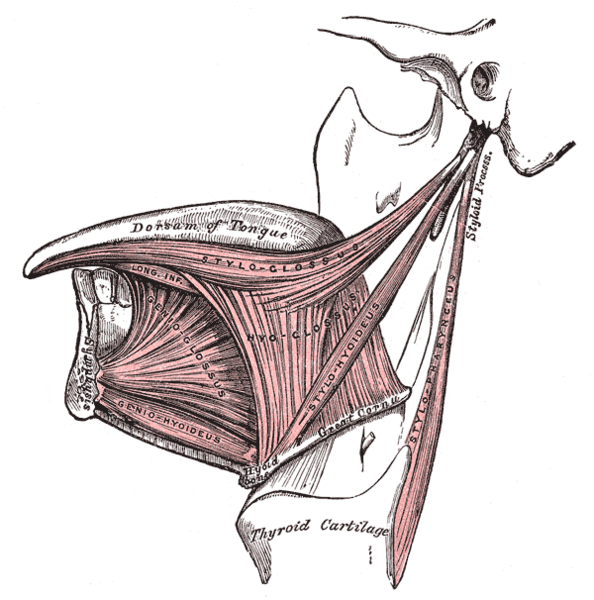 Styloid Process.
Dorsum of Tongue
STYLO-GLOSSUS
LONG. INF.
GENIO-GLOSSUS
HYO-GLOSSUS
STYLO-HYOIDEUS
STYLO-PHARYNGEUS
GENIO-HYOIDEUS
Great Cornu
Hyoid
bone
Thyroid Cartilage